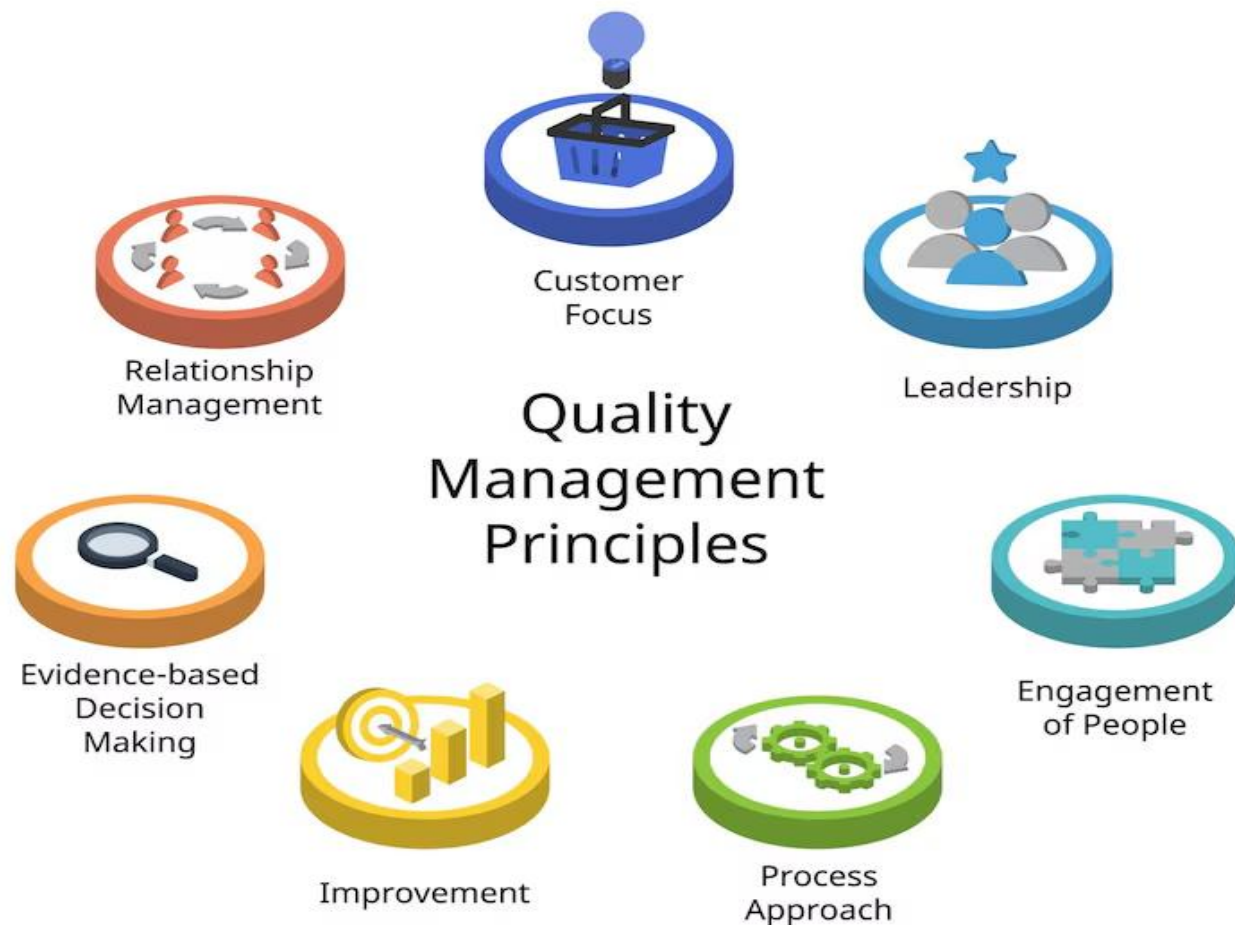 Customer
Focus
Leadership
Relationship
Management
Quality
Management
Principles
Engagement
of People
Evidence-based
Decision
Making
Process
Approach
Improvement